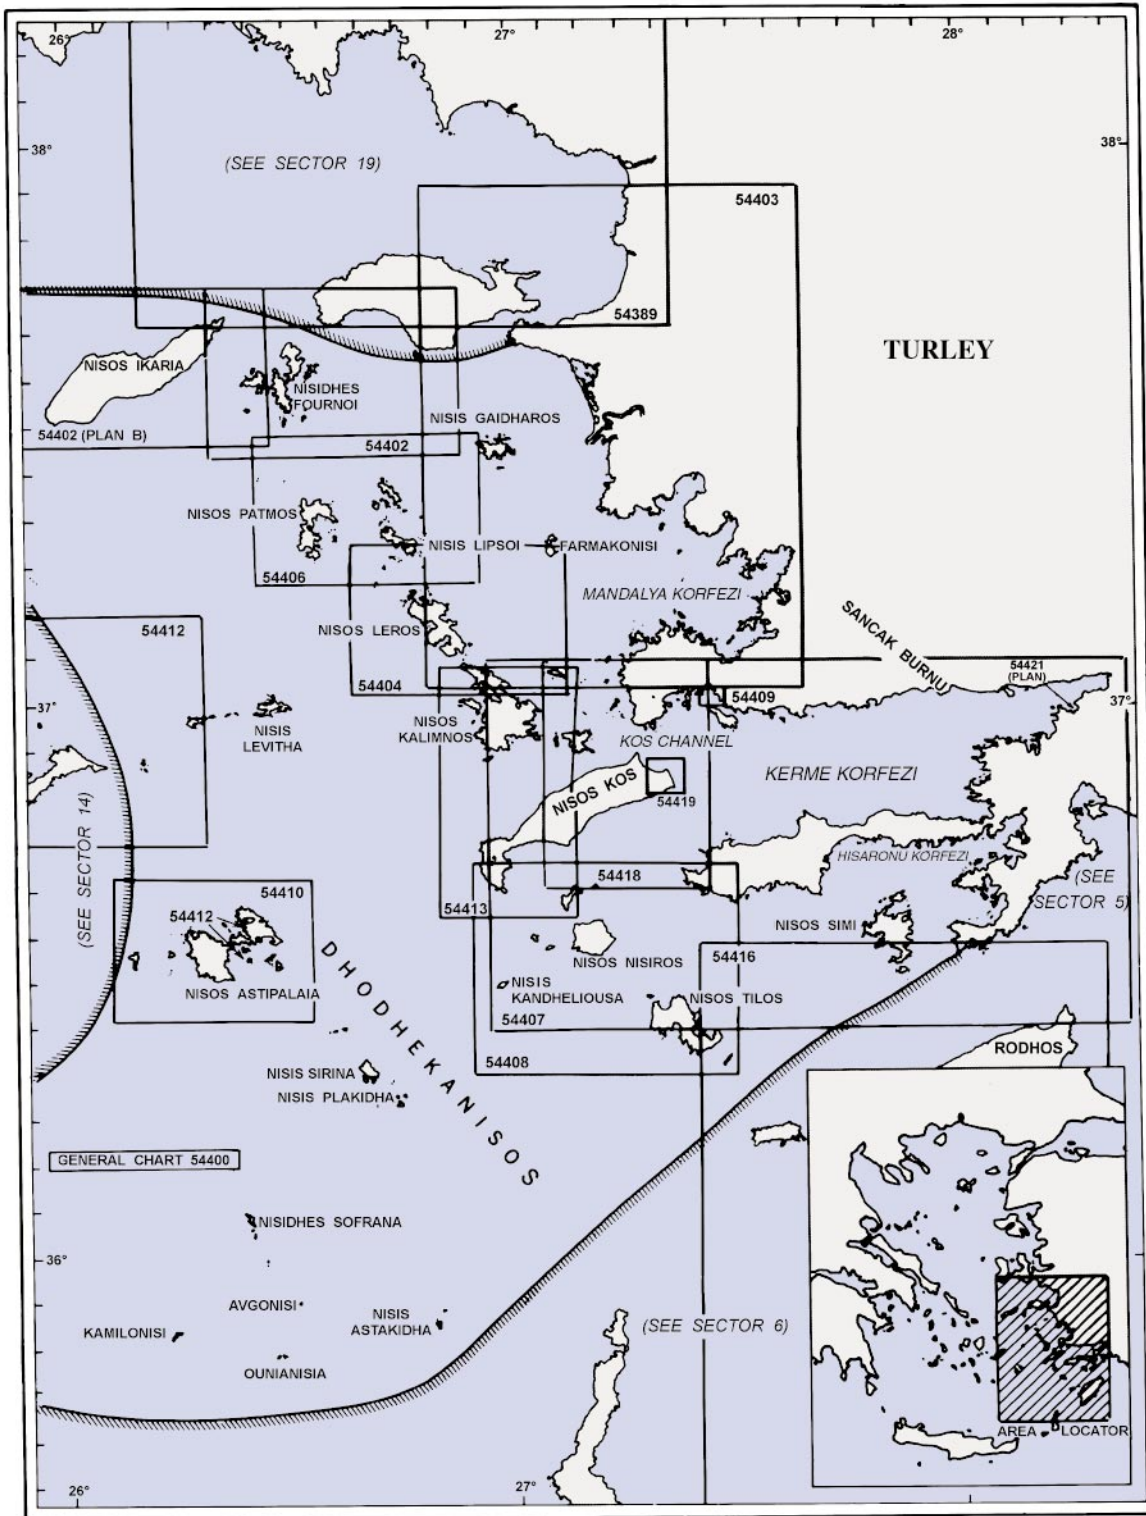 26°
27°
28°
38°
(SEE SECTOR 19)
38°
54403
54389
TURLEY
NISOS IKARIA
NISIDHES
FOURNOI
NISIS GAIDHAROS
54402 (PLAN B)
54402
NISOS PATMOS
NISIS LIPSOI
FARMAKONISI
54406
MANDALYA KORFEZI
54412
NISOS LEROS
SANCAK BURNU
54421
(PLAN)
54404
54409
37°
37°
NISIS
LEVITHA
NISOS
KALIMNOS
KOS CHANNEL
KERME KORFEZI
NISOS KOS
54419
(SEE SECTOR 14)
HISARONU KORFEZI
(SEE
SECTOR 5)
54418
54410
54413
54412
NISOS SIMI
DHODHEKANISOS
NISOS NISIROS
54416
NISOS ASTIPALAIA
NISIS
KANDHELIOUSA
NISOS TILOS
54407
54408
RODHOS
NISIS SIRINA
NISIS PLAKIDHA
GENERAL CHART 54400
NISIDHES SOFRANA
36°
AVGONISI
NISIS
ASTAKIDHA
KAMILONISI
(SEE SECTOR 6)
OUNIANISIA
AREA LOCATOR
26°
27°